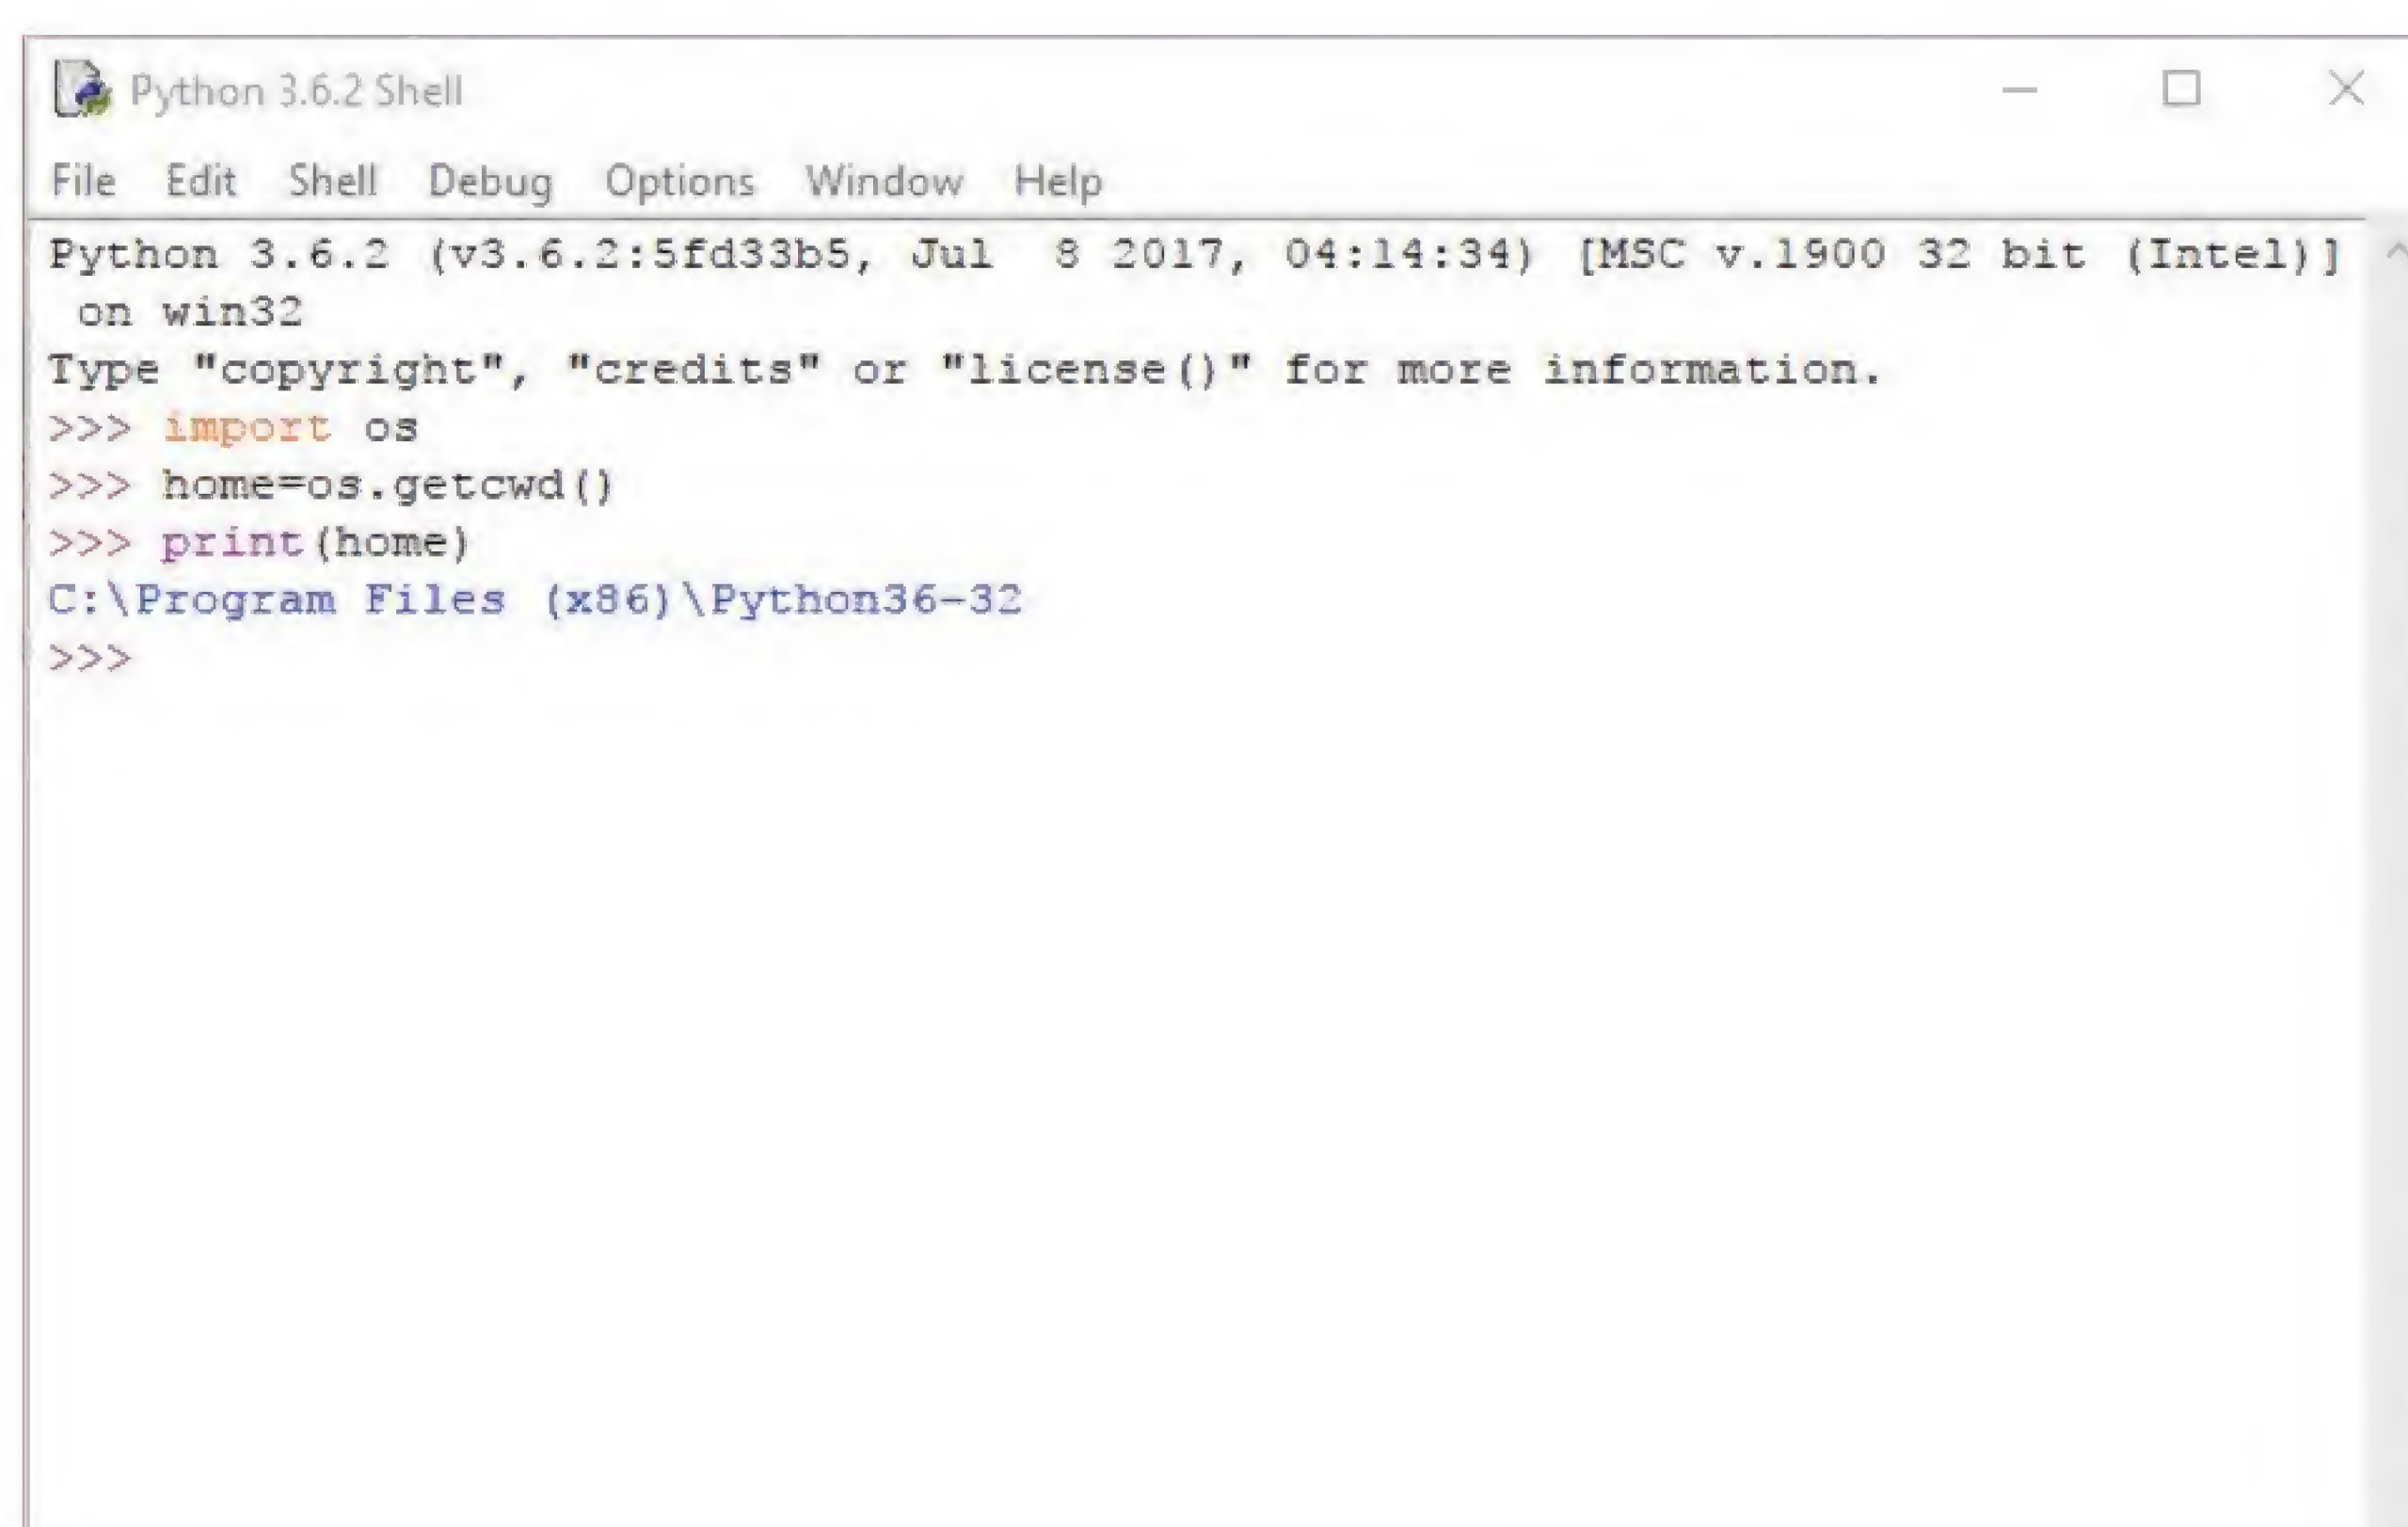 Python 3.6.2 Shell
File Edit Shell Debug Options Window Help
Python 3.6.2 (v3.6.2:5fd33b5, Jul  8 2017, 04:14:34) [MSC v.1900 32 bit (Intel)]
 on win32
Type "copyright", "credits" or "license()" for more information.
>>> import os
>>> home=os.getcwd()
>>> print(home)
C:\Program Files (x86)\Python36-32
>>>